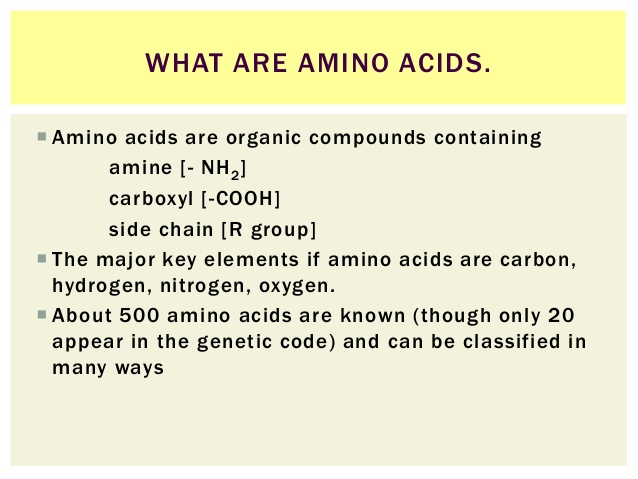 WHAT ARE AMINO ACIDS.
Amino acids are organic compounds containing
amine [- NH₂]
carboxyl [-COOH]
side chain [R group]
The major key elements if amino acids are carbon,
hydrogen, nitrogen, oxygen.
About 500 amino acids are known (though only 20
appear in the genetic code) and can be classified in
many ways